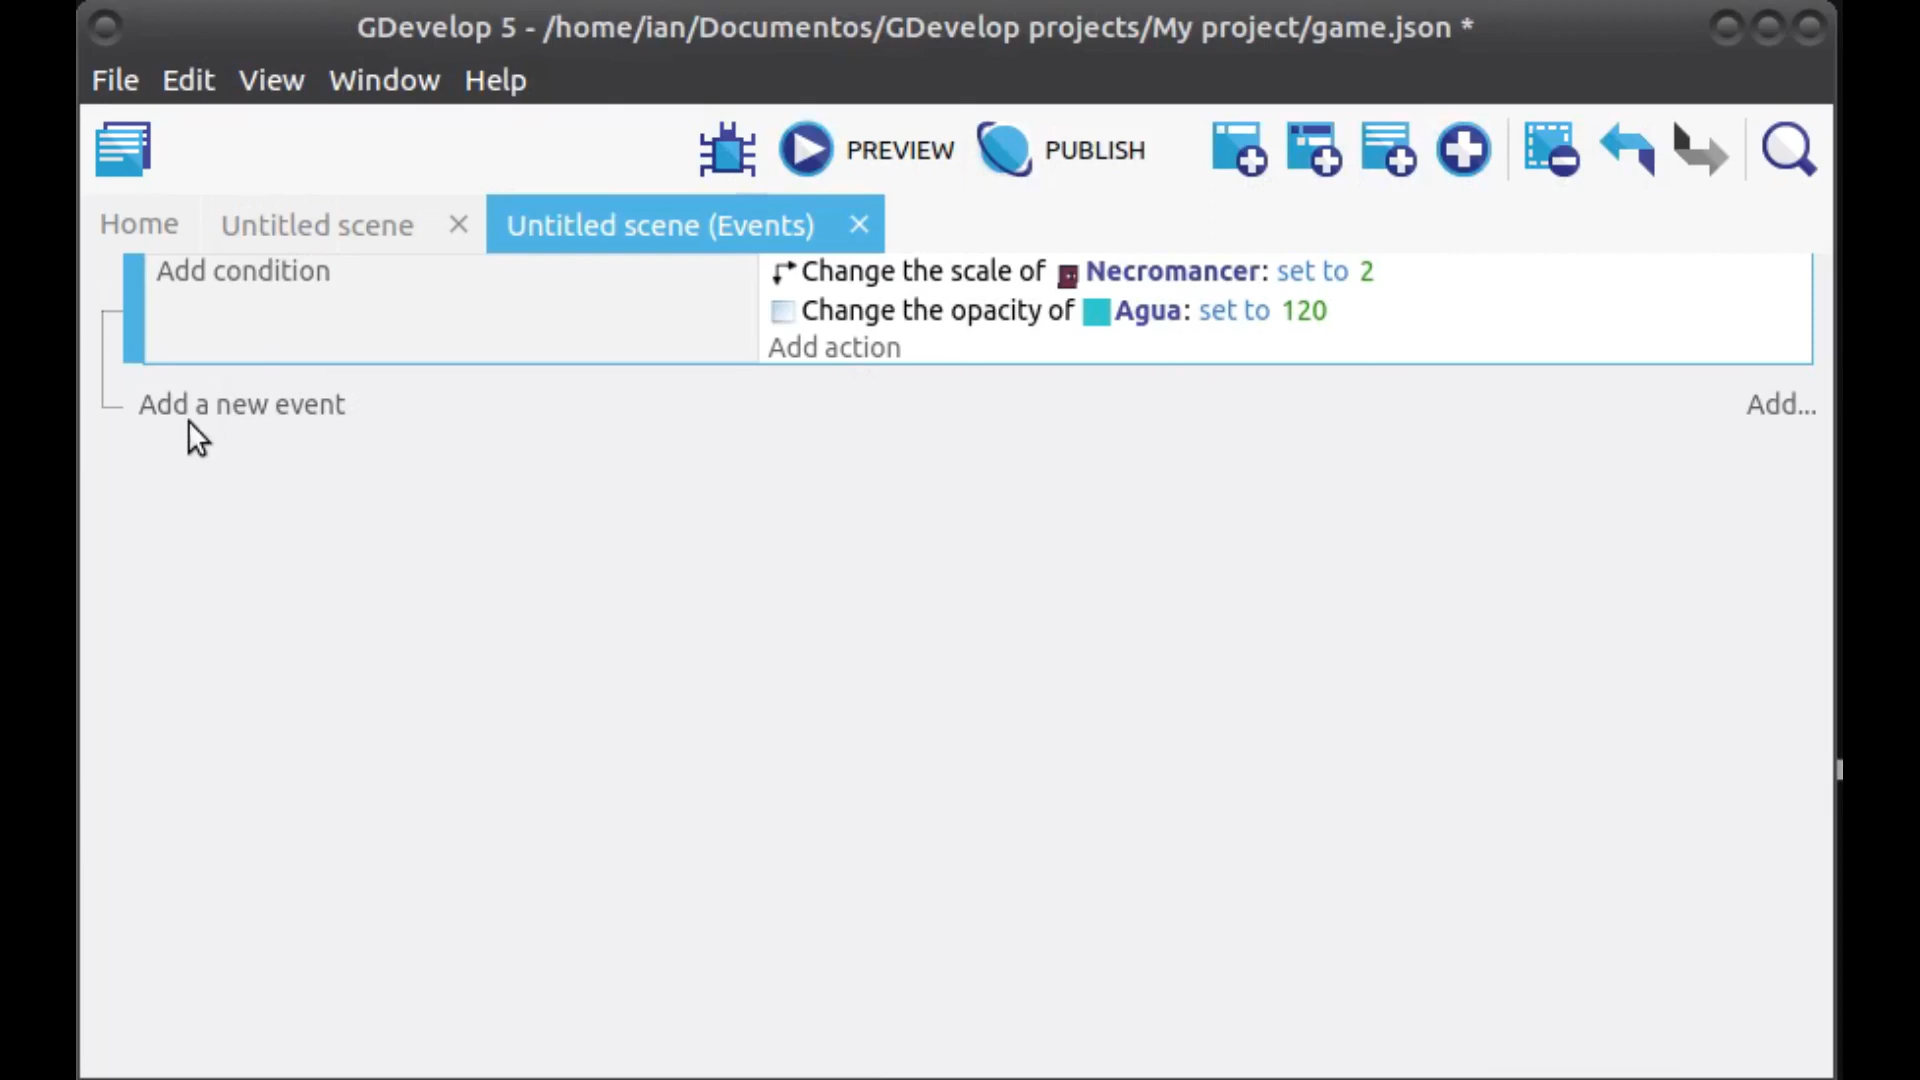 GDevelop 5 - /home/ian/Documentos/GDevelop projects/My project/game.json *
File Edit View Window Help
PREVIEW PUBLISH
Home Untitled scene Untitled scene (Events)
Add condition Change the scale of Necromancer: set to 2
Change the opacity of Agua: set to 120
Add action
Add a new event Add...